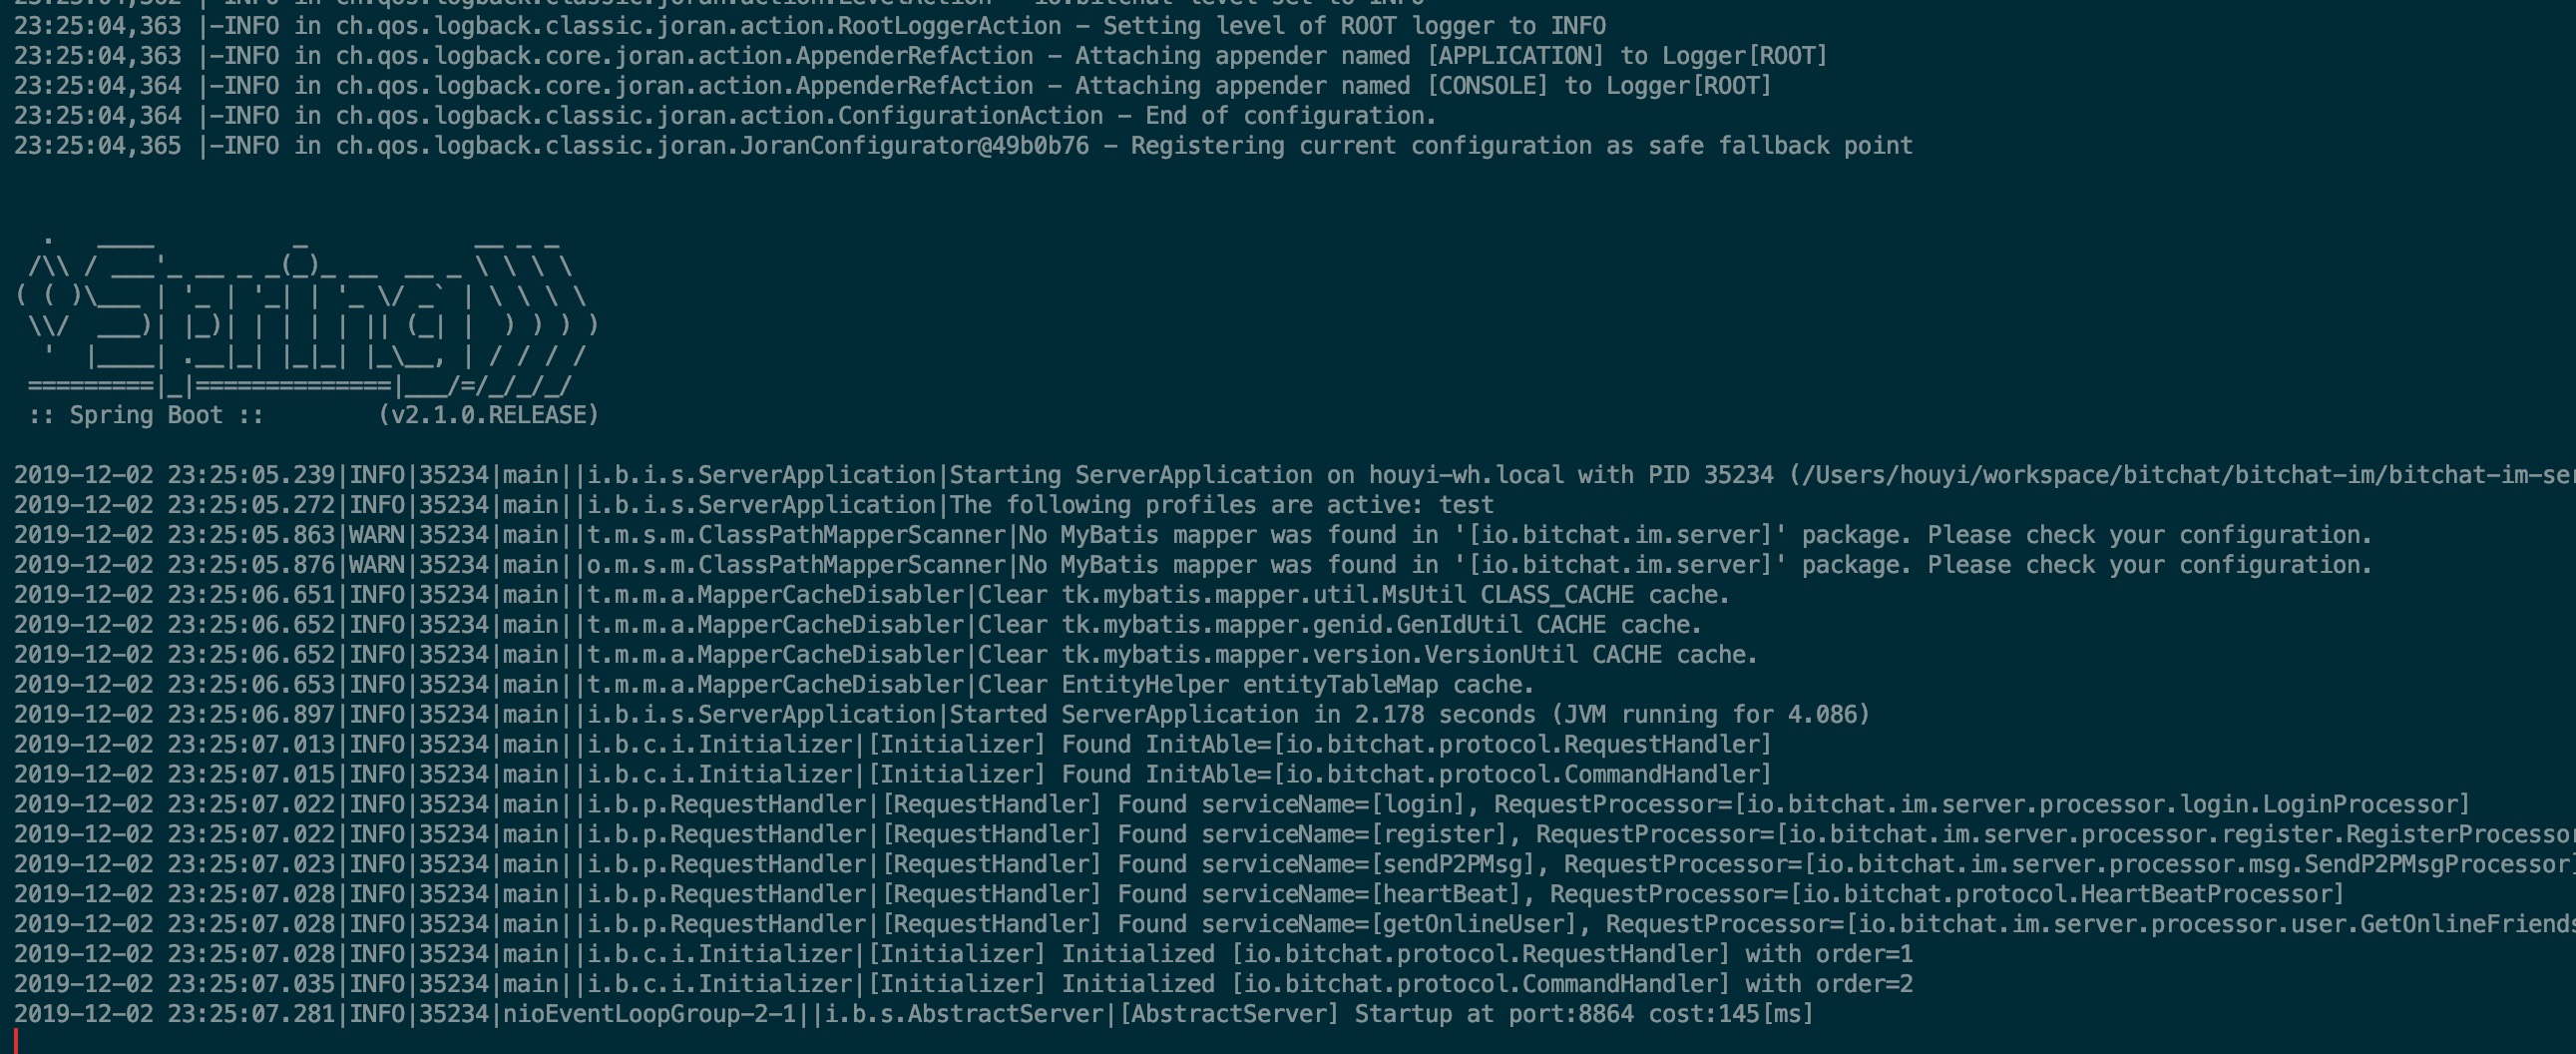 23:25:04,362 |-INFO in ch.qos.logback.classic.joran.action.LevelAction - io.bitchat level set to INFO
23:25:04,363 |-INFO in ch.qos.logback.classic.joran.action.RootLoggerAction - Setting level of ROOT logger to INFO
23:25:04,363 |-INFO in ch.qos.logback.core.joran.action.AppenderRefAction - Attaching appender named [APPLICATION] to Logger[ROOT]
23:25:04,364 |-INFO in ch.qos.logback.core.joran.action.AppenderRefAction - Attaching appender named [CONSOLE] to Logger[ROOT]
23:25:04,364 |-INFO in ch.qos.logback.classic.joran.action.ConfigurationAction - End of configuration.
23:25:04,365 |-INFO in ch.qos.logback.classic.joran.JoranConfigurator@49b0b76 - Registering current configuration as safe fallback point
  .   ____          _            __ _ _
 /\\ / ___'_ __ _ _(_)_ __  __ _ \ \ \ \
( ( )\___ | '_ | '_| | '_ \/ _` | \ \ \ \
 \\/  ___)| |_)| | | | | || (_| |  ) ) ) )
  '  |____| .__|_| |_|_| |_\__, | / / / /
 =========|_|==============|___/=/_/_/_/
 :: Spring Boot ::        (v2.1.0.RELEASE)
2019-12-02 23:25:05.239|INFO|35234|main||i.b.i.s.ServerApplication|Starting ServerApplication on houyi-wh.local with PID 35234 (/Users/houyi/workspace/bitchat/bitchat-im/bitchat-im-ser
2019-12-02 23:25:05.272|INFO|35234|main||i.b.i.s.ServerApplication|The following profiles are active: test
2019-12-02 23:25:05.863|WARN|35234|main||t.m.s.m.ClassPathMapperScanner|No MyBatis mapper was found in '[io.bitchat.im.server]' package. Please check your configuration.
2019-12-02 23:25:05.876|WARN|35234|main||o.m.s.m.ClassPathMapperScanner|No MyBatis mapper was found in '[io.bitchat.im.server]' package. Please check your configuration.
2019-12-02 23:25:06.651|INFO|35234|main||t.m.m.a.MapperCacheDisabler|Clear tk.mybatis.mapper.util.MsUtil CLASS_CACHE cache.
2019-12-02 23:25:06.652|INFO|35234|main||t.m.m.a.MapperCacheDisabler|Clear tk.mybatis.mapper.genid.GenIdUtil CACHE cache.
2019-12-02 23:25:06.652|INFO|35234|main||t.m.m.a.MapperCacheDisabler|Clear tk.mybatis.mapper.version.VersionUtil CACHE cache.
2019-12-02 23:25:06.653|INFO|35234|main||t.m.m.a.MapperCacheDisabler|Clear EntityHelper entityTableMap cache.
2019-12-02 23:25:06.897|INFO|35234|main||i.b.i.s.ServerApplication|Started ServerApplication in 2.178 seconds (JVM running for 4.086)
2019-12-02 23:25:07.013|INFO|35234|main||i.b.c.i.Initializer|[Initializer] Found InitAble=[io.bitchat.protocol.RequestHandler]
2019-12-02 23:25:07.015|INFO|35234|main||i.b.c.i.Initializer|[Initializer] Found InitAble=[io.bitchat.protocol.CommandHandler]
2019-12-02 23:25:07.022|INFO|35234|main||i.b.p.RequestHandler|[RequestHandler] Found serviceName=[login], RequestProcessor=[io.bitchat.im.server.processor.login.LoginProcessor]
2019-12-02 23:25:07.022|INFO|35234|main||i.b.p.RequestHandler|[RequestHandler] Found serviceName=[register], RequestProcessor=[io.bitchat.im.server.processor.register.RegisterProcesso
2019-12-02 23:25:07.023|INFO|35234|main||i.b.p.RequestHandler|[RequestHandler] Found serviceName=[sendP2PMsg], RequestProcessor=[io.bitchat.im.server.processor.msg.SendP2PMsgProcessor]
2019-12-02 23:25:07.028|INFO|35234|main||i.b.p.RequestHandler|[RequestHandler] Found serviceName=[heartBeat], RequestProcessor=[io.bitchat.protocol.HeartBeatProcessor]
2019-12-02 23:25:07.028|INFO|35234|main||i.b.p.RequestHandler|[RequestHandler] Found serviceName=[getOnlineUser], RequestProcessor=[io.bitchat.im.server.processor.user.GetOnlineFriends
2019-12-02 23:25:07.028|INFO|35234|main||i.b.c.i.Initializer|[Initializer] Initialized [io.bitchat.protocol.RequestHandler] with order=1
2019-12-02 23:25:07.035|INFO|35234|main||i.b.c.i.Initializer|[Initializer] Initialized [io.bitchat.protocol.CommandHandler] with order=2
2019-12-02 23:25:07.281|INFO|35234|nioEventLoopGroup-2-1||i.b.s.AbstractServer|[AbstractServer] Startup at port:8864 cost:145[ms]